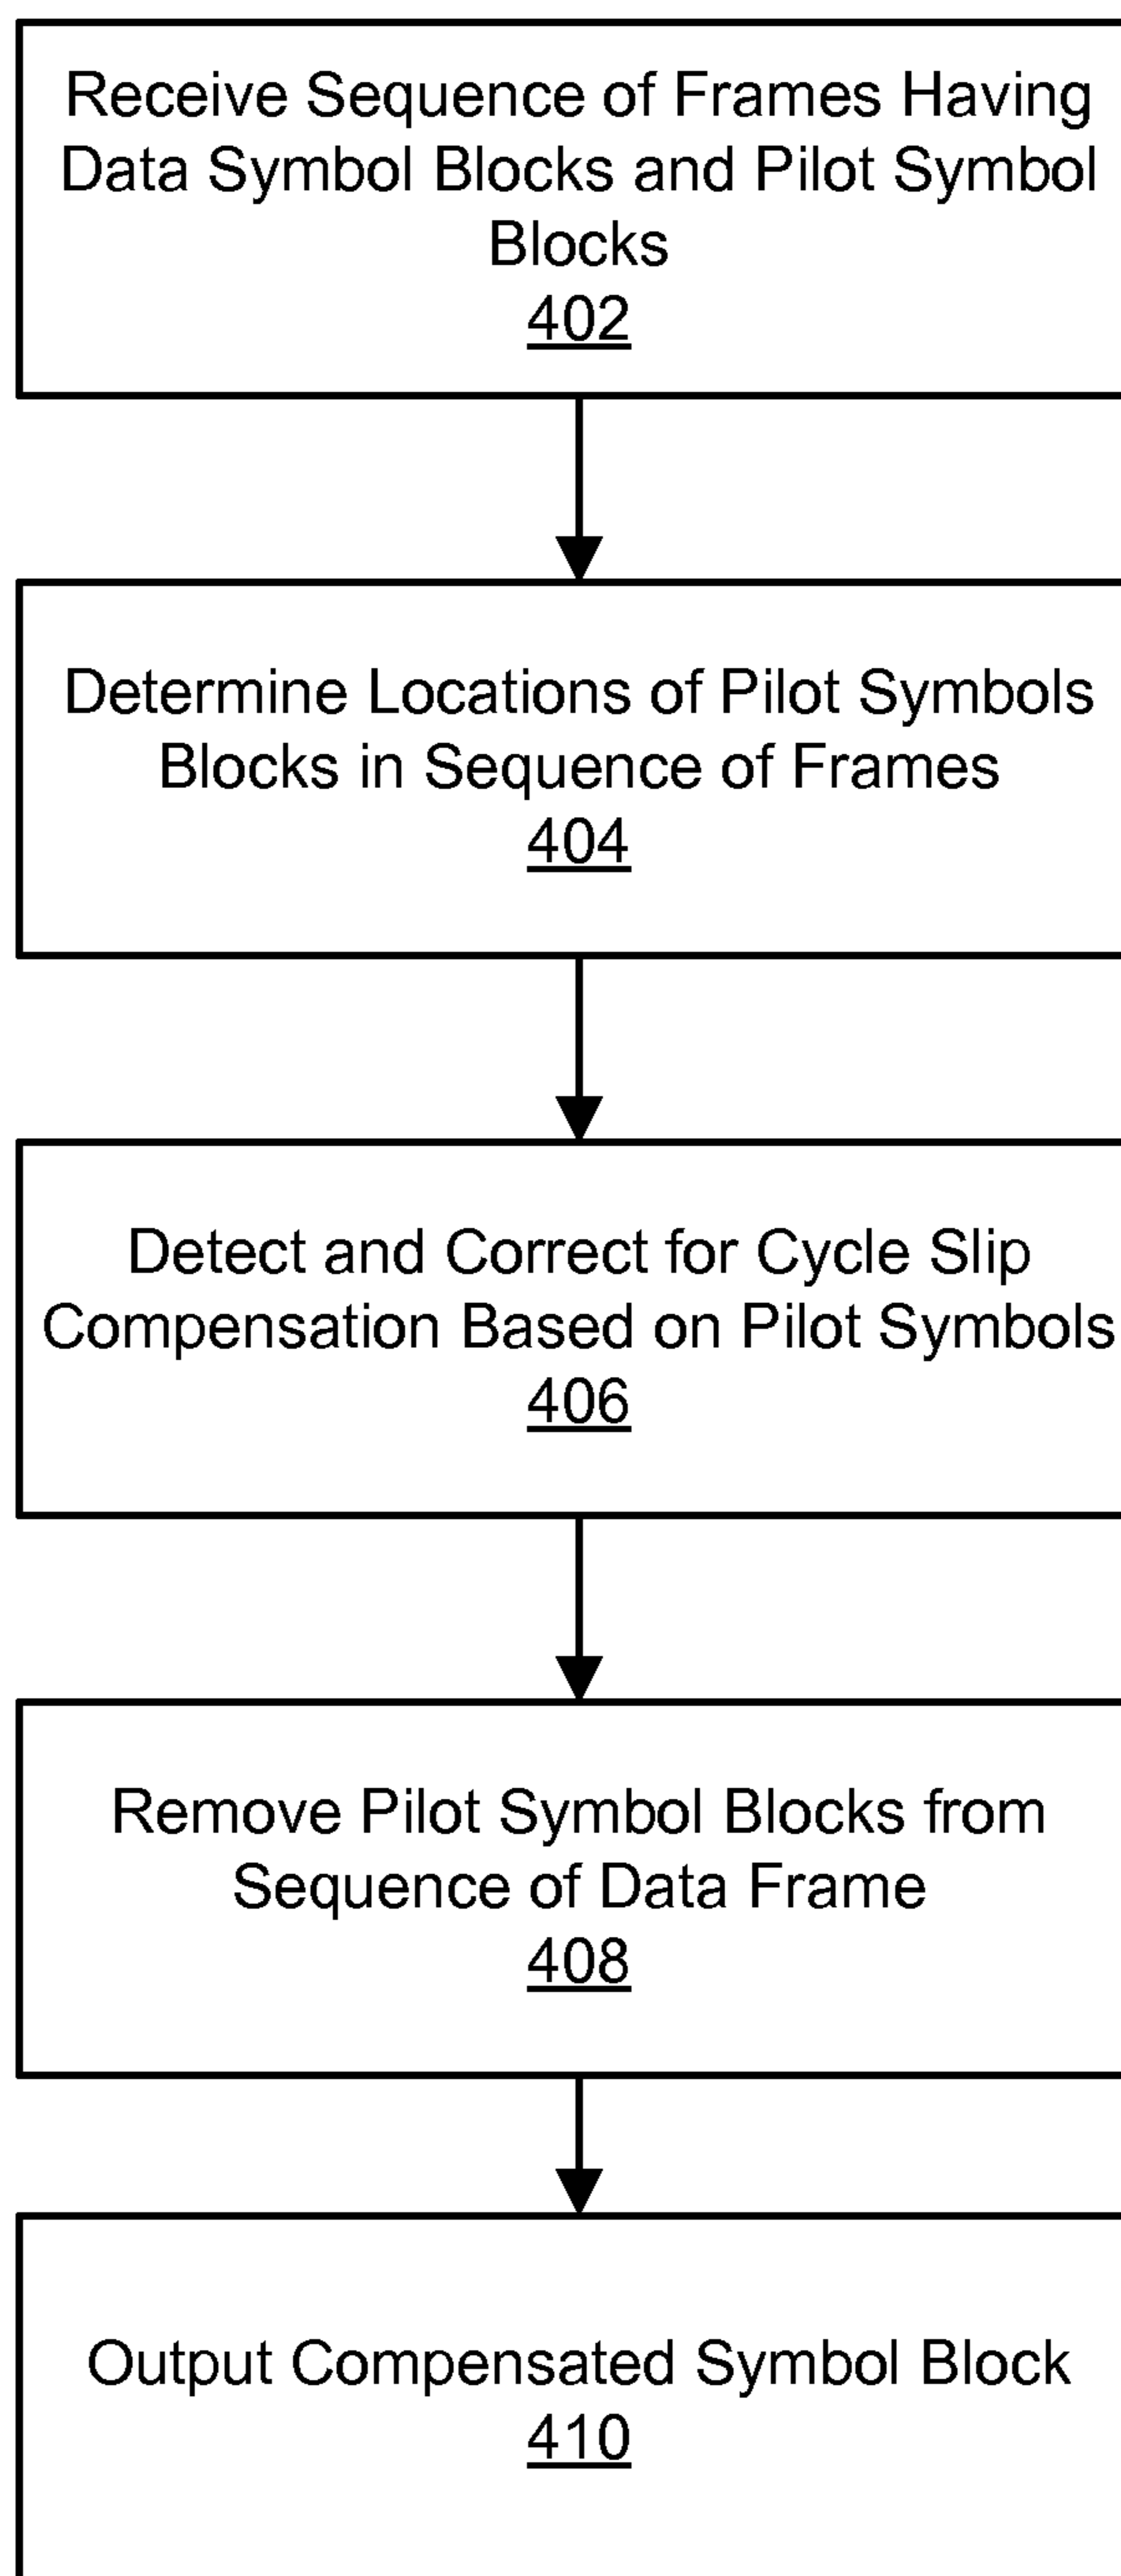 Receive Sequence of Frames Having
Data Symbol Blocks and Pilot Symbol
Blocks
402
Determine Locations of Pilot Symbols
Blocks in Sequence of Frames
404
Detect and Correct for Cycle Slip
Compensation Based on Pilot Symbols
406
Remove Pilot Symbol Blocks from
Sequence of Data Frame
408
Output Compensated Symbol Block
410